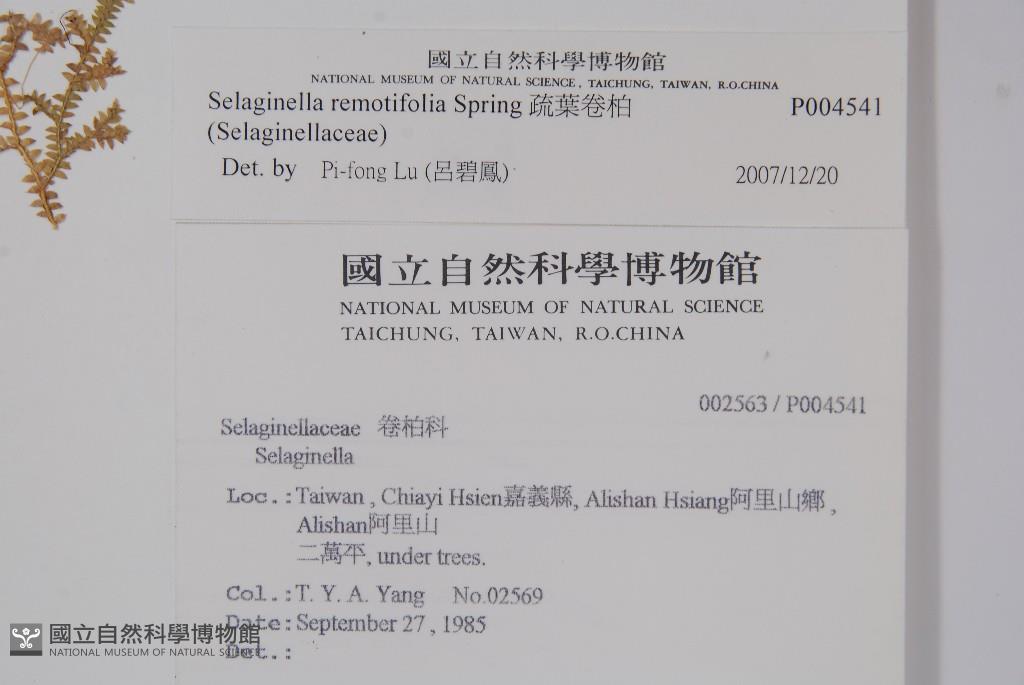 國立自然科學博物館
NATIONAL MUSEUM OF NATURAL SCIENCE, TAICHUNG, TAIWAN, R.O.CHINA
Selaginella remotifolia Spring 疏葉卷柏 P004541
(Selaginellaceae)
Det. by Pi-fong Lu (呂碧鳳) 2007/12/20
國立自然科學博物館
NATIONAL MUSEUM OF NATURAL SCIENCE
TAICHUNG, TAIWAN, R.O.CHINA
002563 / P004541
Selaginellaceae 卷柏科
Selaginella
Loc.: Taiwan , Chiayi Hsien嘉義縣, Alishan Hsiang阿里山鄉 ,
Alishan阿里山
二萬平, under trees.
Col.: T. Y. A. Yang No.02569
Date: September 27 , 1985
Det.:
國立自然科學博物館
NATIONAL MUSEUM OF NATURAL SCIENCE